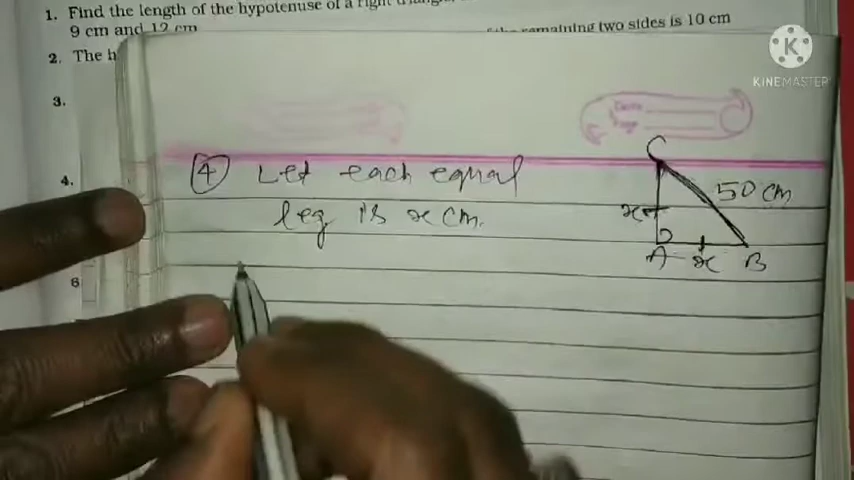 1. Find the length of the hypotenuse of a right triang
9 cm and 12 cm
remaining two sides is 10 cm
2. The h
KINEMASTER
3.
4.
6
④ Let each equal
leg is x cm.
C
50 cm
x
A x B